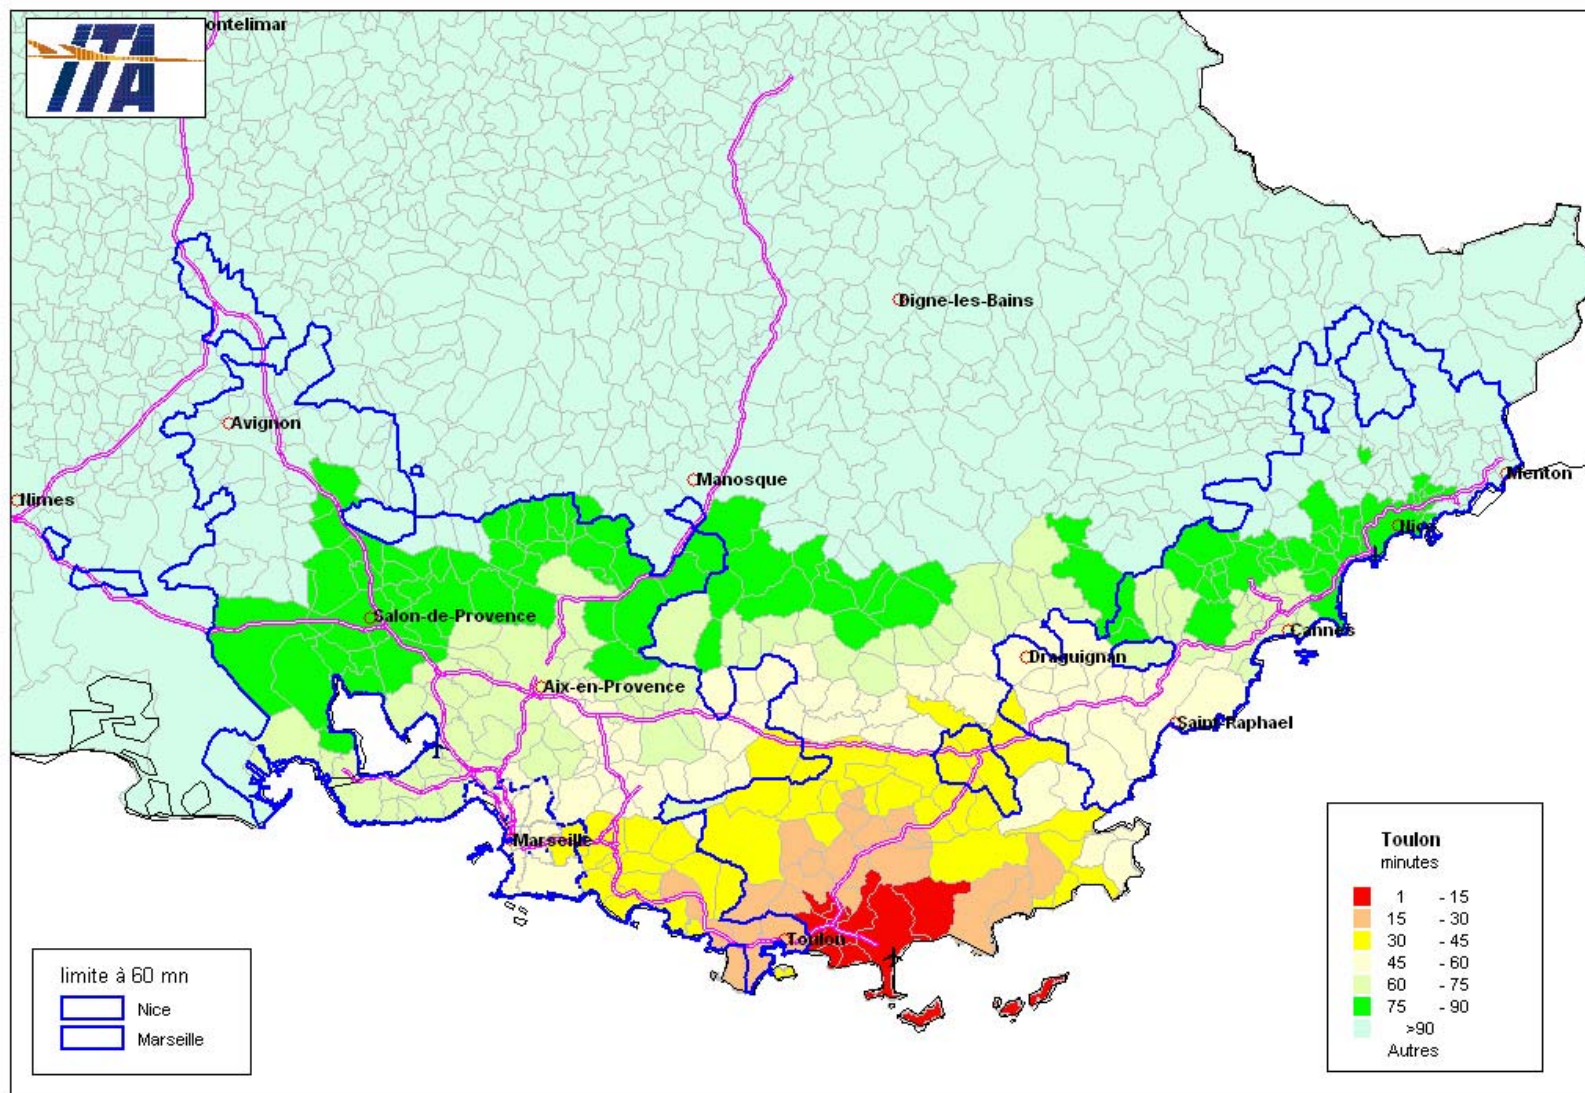 ontelimar
ITA
Digne-les-Bains
Avignon
Manosque
Menton
Nimes
Nice
Salon-de-Provence
Cannes
Draguignan
Aix-en-Provence
Saint-Raphael
Marseille
Toulon
Toulon
minutes
1 - 15
15 - 30
30 - 45
45 - 60
60 - 75
75 - 90
>90
Autres
limite à 60 mn
Nice
Marseille